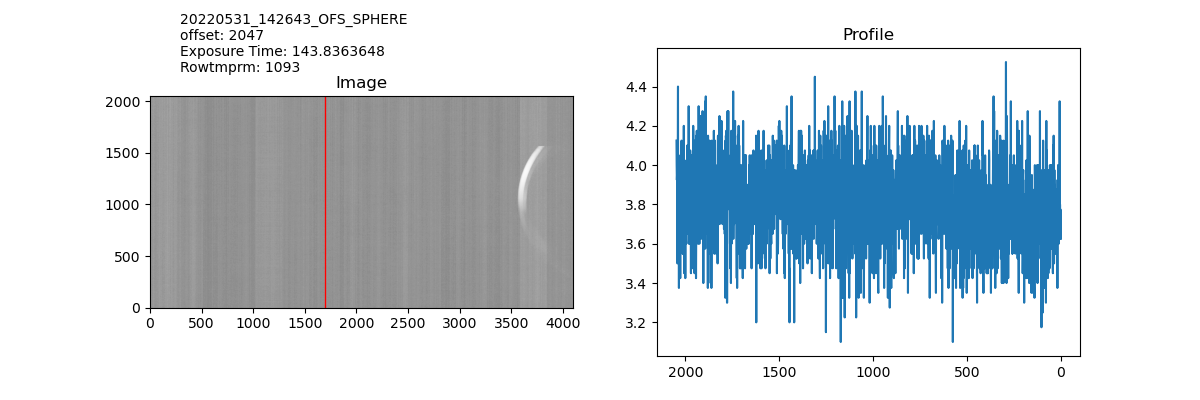 20220531_142643_OFS_SPHERE
offset: 2047
Exposure Time: 143.8363648
Rowtmprm: 1093
Image
2000
1500
1000
500
0
0 500 1000 1500 2000 2500 3000 3500 4000
Profile
4.4
4.2
4.0
3.8
3.6
3.4
3.2
2000 1500 1000 500 0